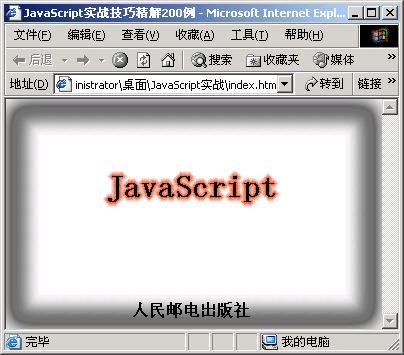 JavaScript实战技巧精解200例 - Microsoft Internet Expl...
文件(F) 编辑(E) 查看(V) 收藏(A) 工具(T) 帮助(H)
后退 搜索 收藏夹 媒体 »
地址(D) inistrator\桌面\JavaScript实战\index.htm 转到 链接 »
JavaScript
人民邮电出版社
完毕 我的电脑